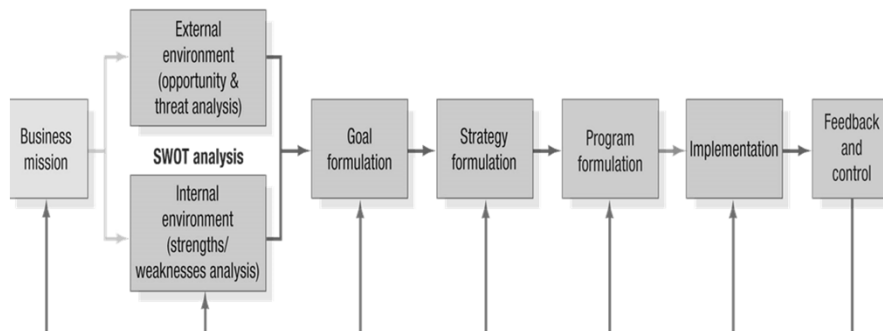 Business
mission
External
environment
(opportunity &
threat analysis)
SWOT analysis
Internal
environment
(strengths/
weaknesses analysis)
Goal
formulation
Strategy
formulation
Program
formulation
Implementation
Feedback
and
control